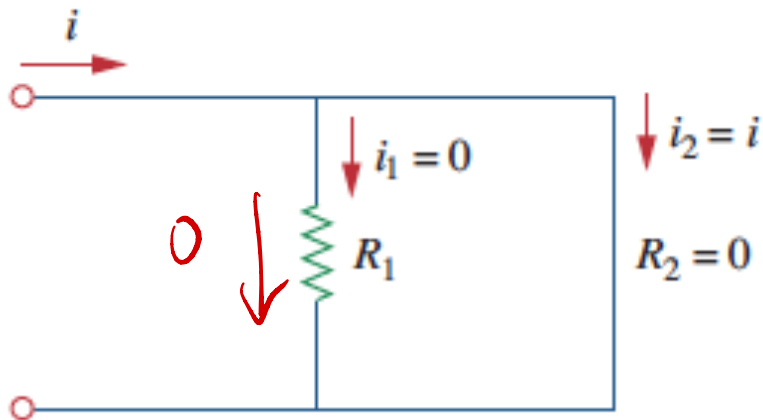 i
i₂ = i
i₁ = 0
0
R₁
R₂ = 0